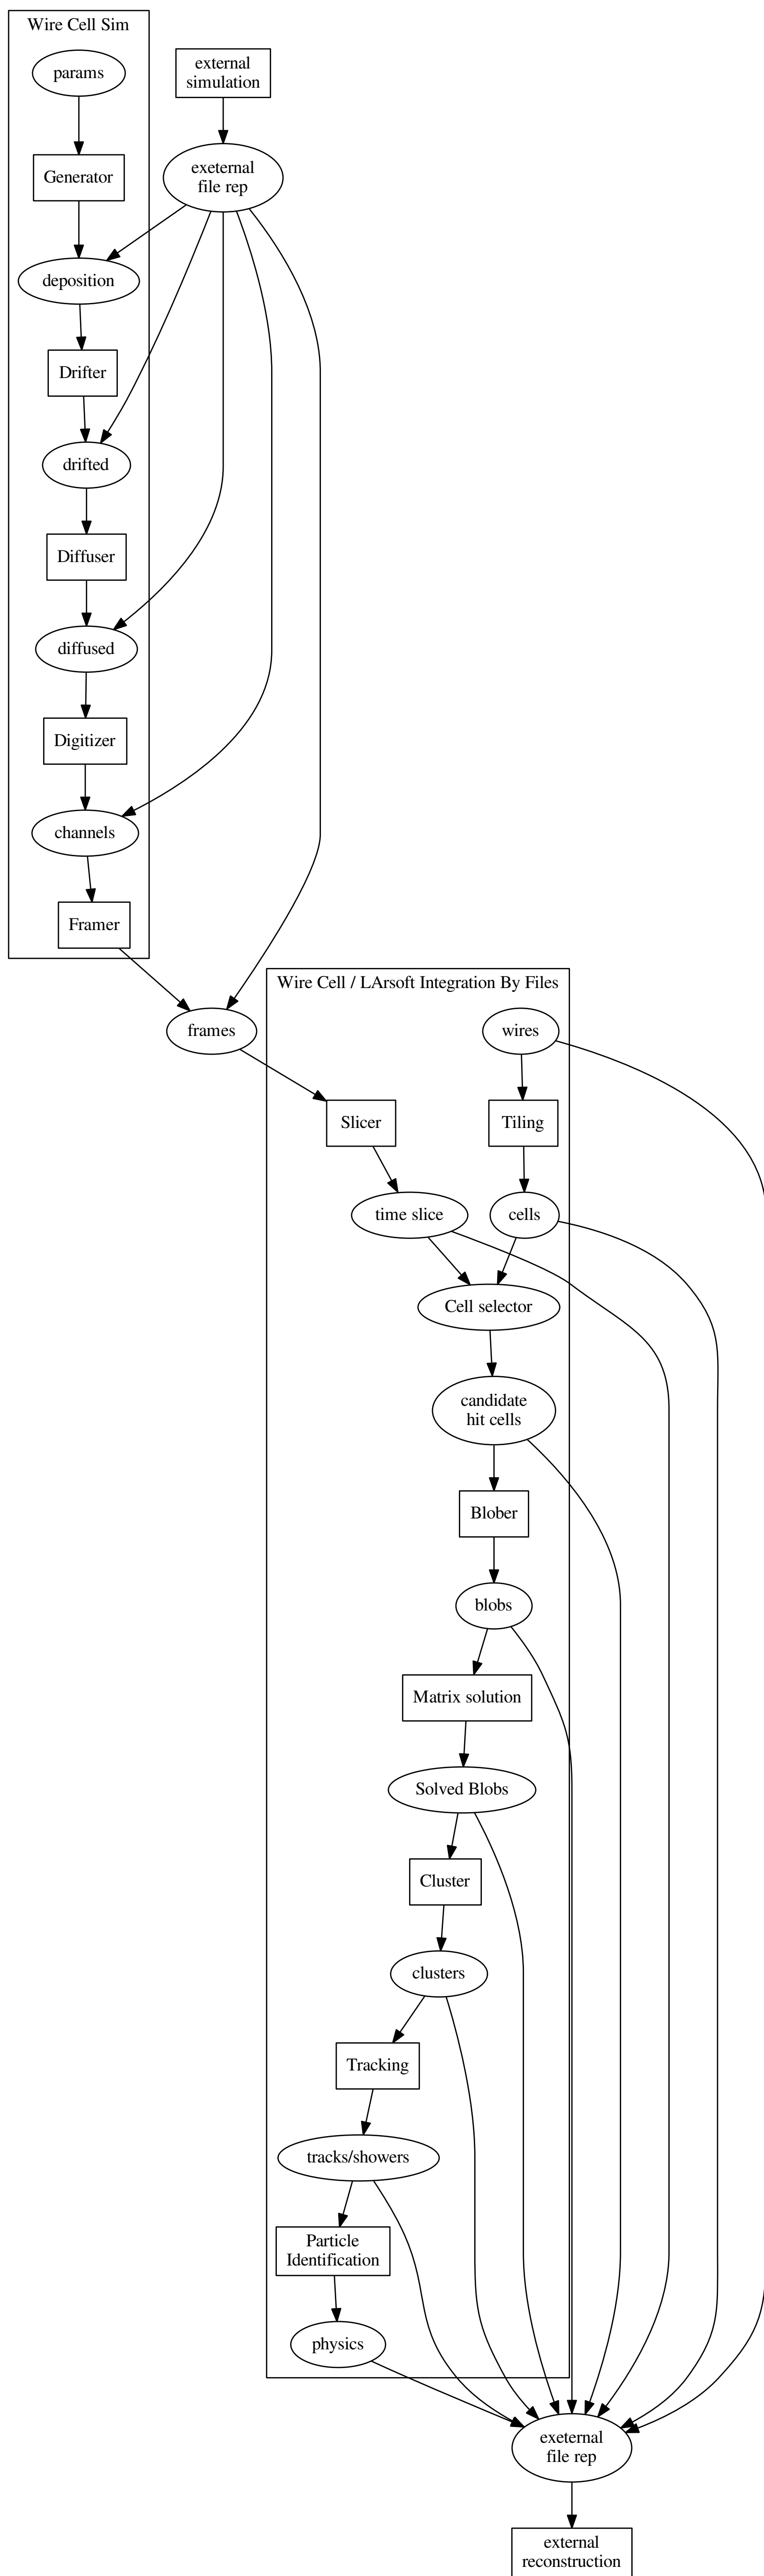 Wire Cell Sim
params
external
simulation
Generator
exeternal
file rep
deposition
Drifter
drifted
Diffuser
diffused
Digitizer
channels
Framer
Wire Cell / LArsoft Integration By Files
frames
wires
Slicer
Tiling
time slice
cells
Cell selector
candidate
hit cells
Blober
blobs
Matrix solution
Solved Blobs
Cluster
clusters
Tracking
tracks/showers
Particle
Identification
physics
exeternal
file rep
external
reconstruction